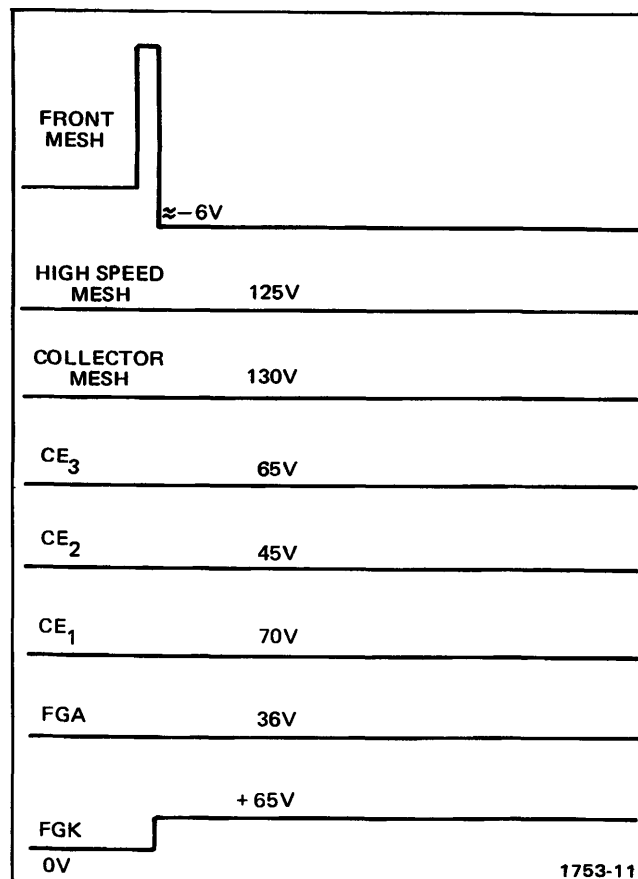 FRONT
MESH
≈−6V
HIGH SPEED
MESH 125V
COLLECTOR
MESH 130V
CE₃ 65V
CE₂ 45V
CE₁ 70V
FGA 36V
+65V
FGK
0V
1753-11